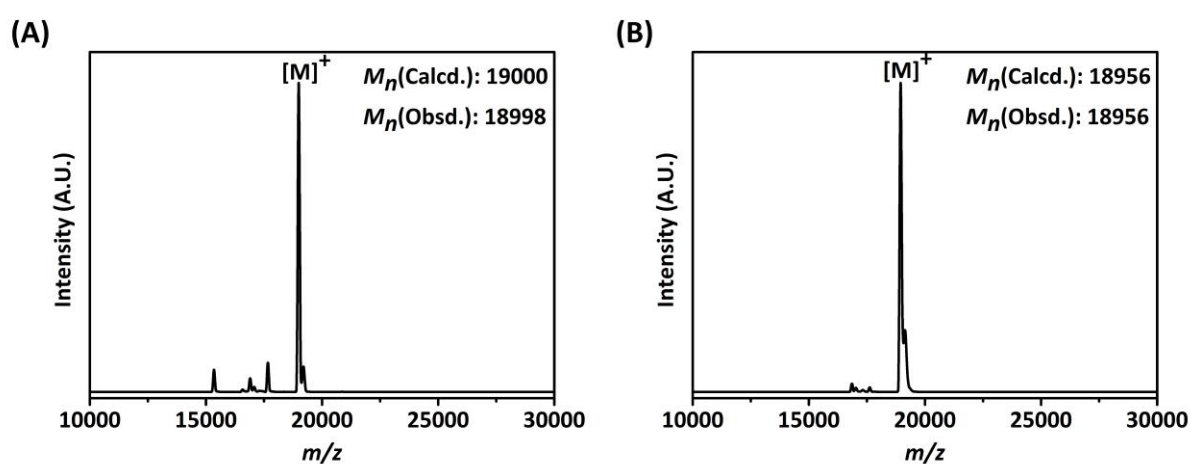 (A)
[M]+
Mn(Calcd.): 19000
Mn(Obsd.): 18998
Intensity (A.U.)
10000 15000 20000 25000 30000
m/z
(B)
[M]+
Mn(Calcd.): 18956
Mn(Obsd.): 18956
Intensity (A.U.)
10000 15000 20000 25000 30000
m/z